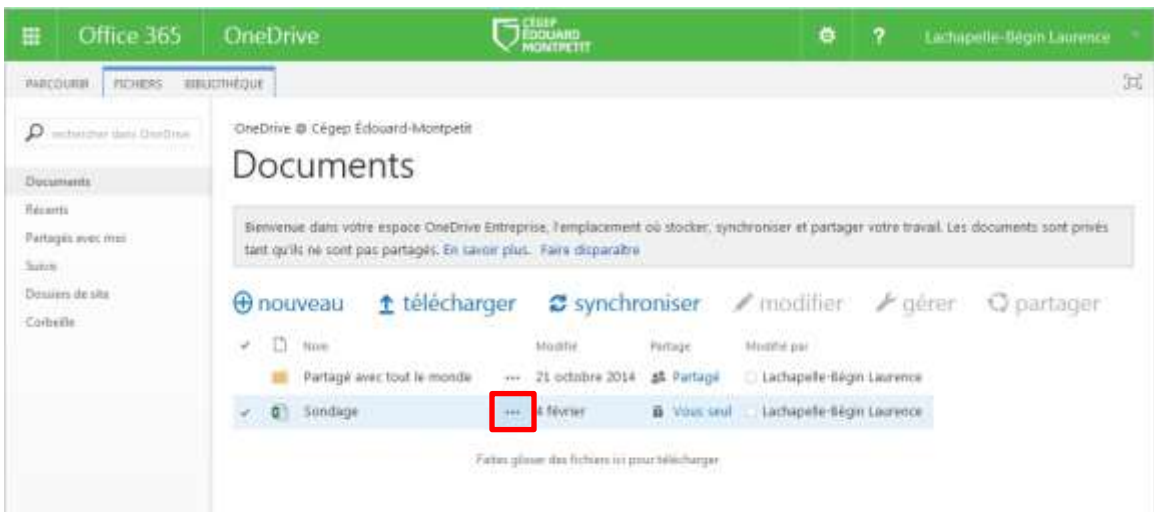 Office 365 OneDrive CÉGEP ÉDOUARD MONTPETIT ? Lachapelle-Bégin Laurence
PARCOURIR FICHIERS BIBLIOTHÈQUE
rechercher dans OneDrive
OneDrive @ Cégep Édouard-Montpetit
Documents
Documents
Récents
Partagés avec moi
Suivis
Dossiers de site
Corbeille
Bienvenue dans votre espace OneDrive Entreprise, l'emplacement où stocker, synchroniser et partager votre travail. Les documents sont privés
tant qu'ils ne sont pas partagés. En savoir plus. Faire disparaître
nouveau télécharger synchroniser modifier gérer partager
Nom Modifié Partage Modifié par
Partagé avec tout le monde ... 21 octobre 2014 Partagé Lachapelle-Bégin Laurence
Sondage ... 4 février Vous seul Lachapelle-Bégin Laurence
Faites glisser des fichiers ici pour télécharger